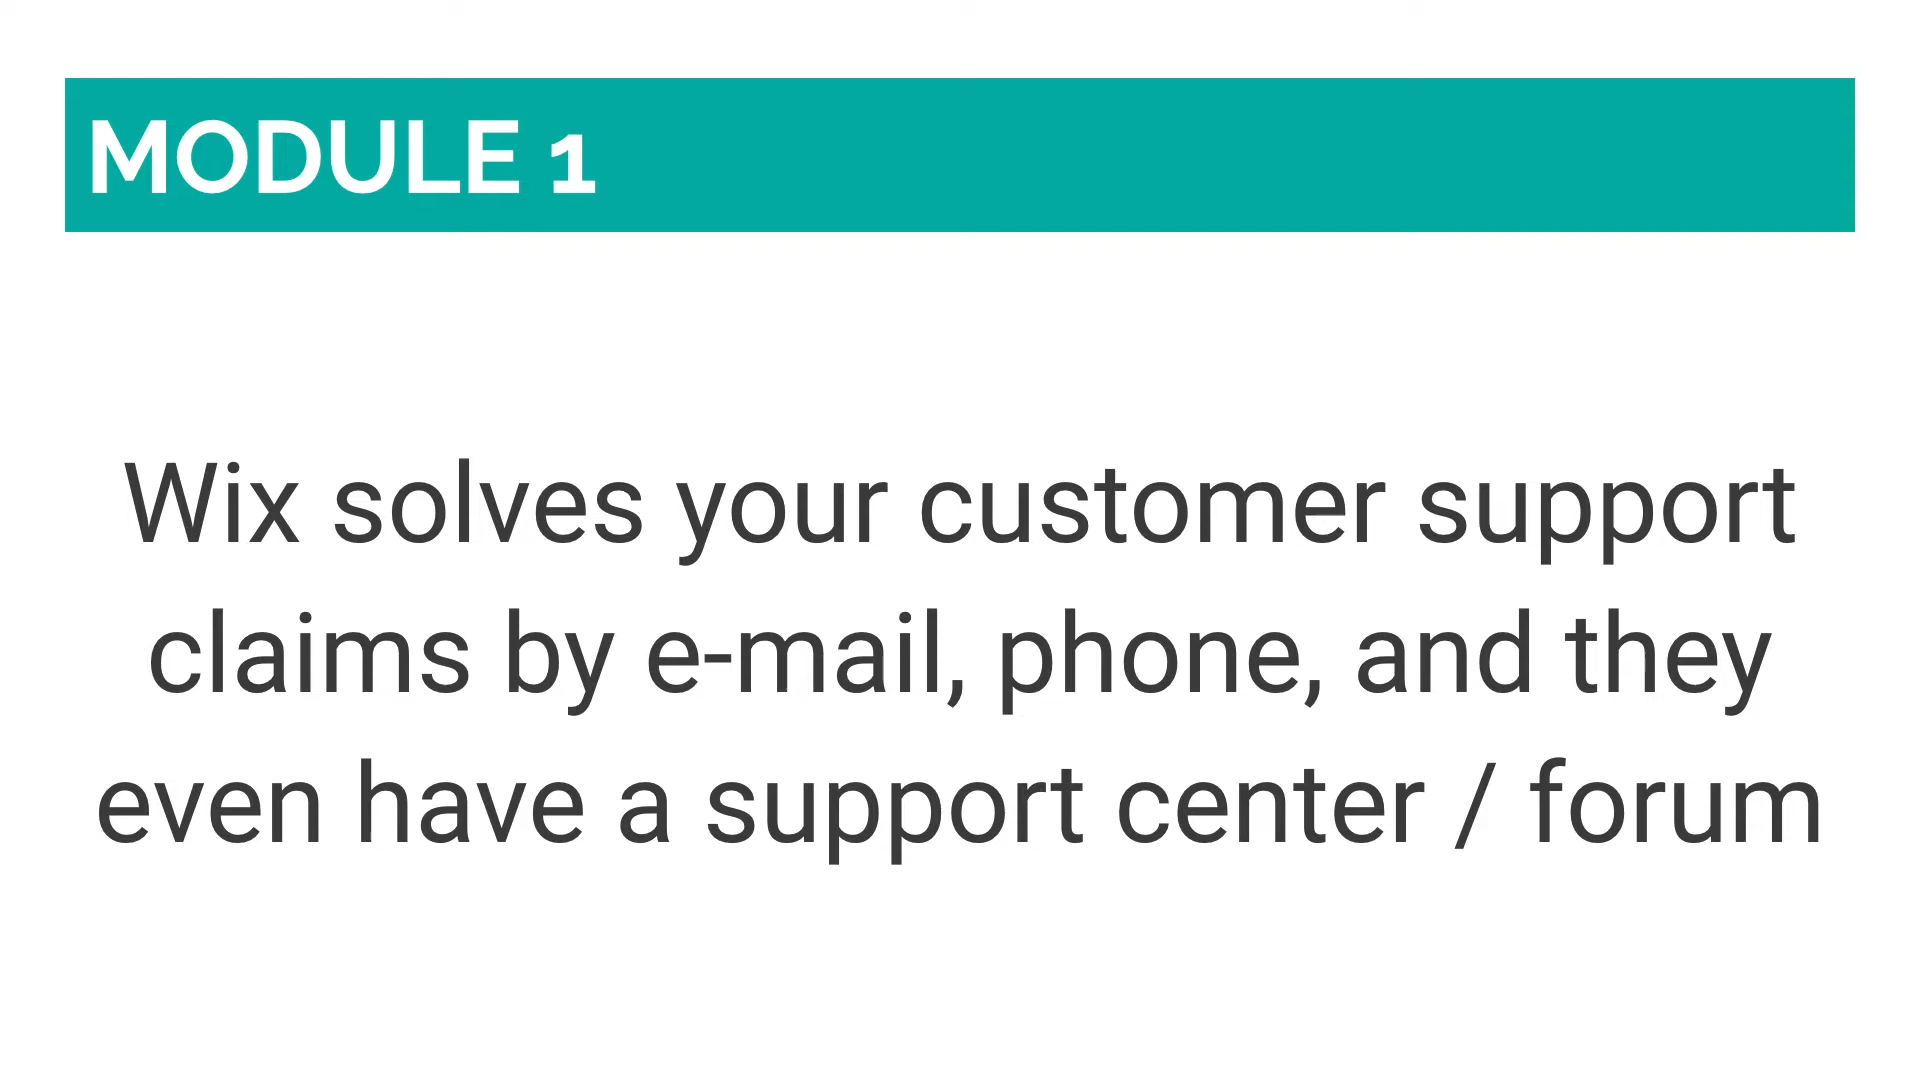 MODULE 1
Wix solves your customer support
claims by e-mail, phone, and they
even have a support center / forum